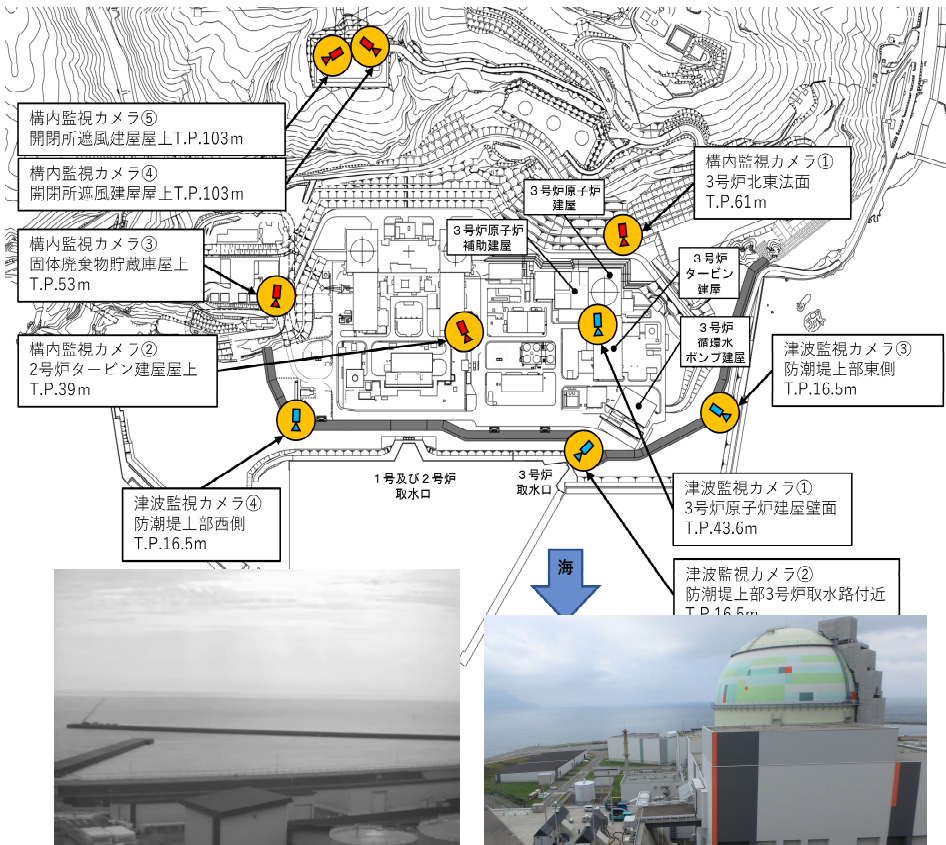 構内監視カメラ⑤
開閉所遮風建屋屋上T.P.103m
構内監視カメラ④
開閉所遮風建屋屋上T.P.103m
構内監視カメラ①
3号炉北東法面
T.P.61m
3号炉原子炉
建屋
3号炉原子炉
補助建屋
構内監視カメラ③
固体廃棄物貯蔵庫屋上
T.P.53m
3号炉
タービン
建屋
3号炉
循環水
ポンプ建屋
構内監視カメラ②
2号炉タービン建屋屋上
T.P.39m
津波監視カメラ③
防潮堤上部東側
T.P.16.5m
1号及び2号炉
取水口
3号炉
取水口
津波監視カメラ④
防潮堤上部西側
T.P.16.5m
津波監視カメラ①
3号炉原子炉建屋壁面
T.P.43.6m
海
津波監視カメラ②
防潮堤上部3号炉取水路付近
T.P.16.5m